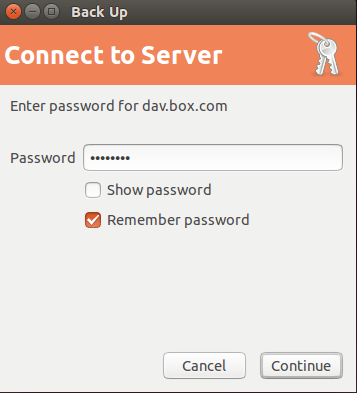 Back Up
Connect to Server
Enter password for dav.box.com
Password ••••••••
Show password
Remember password
Cancel Continue